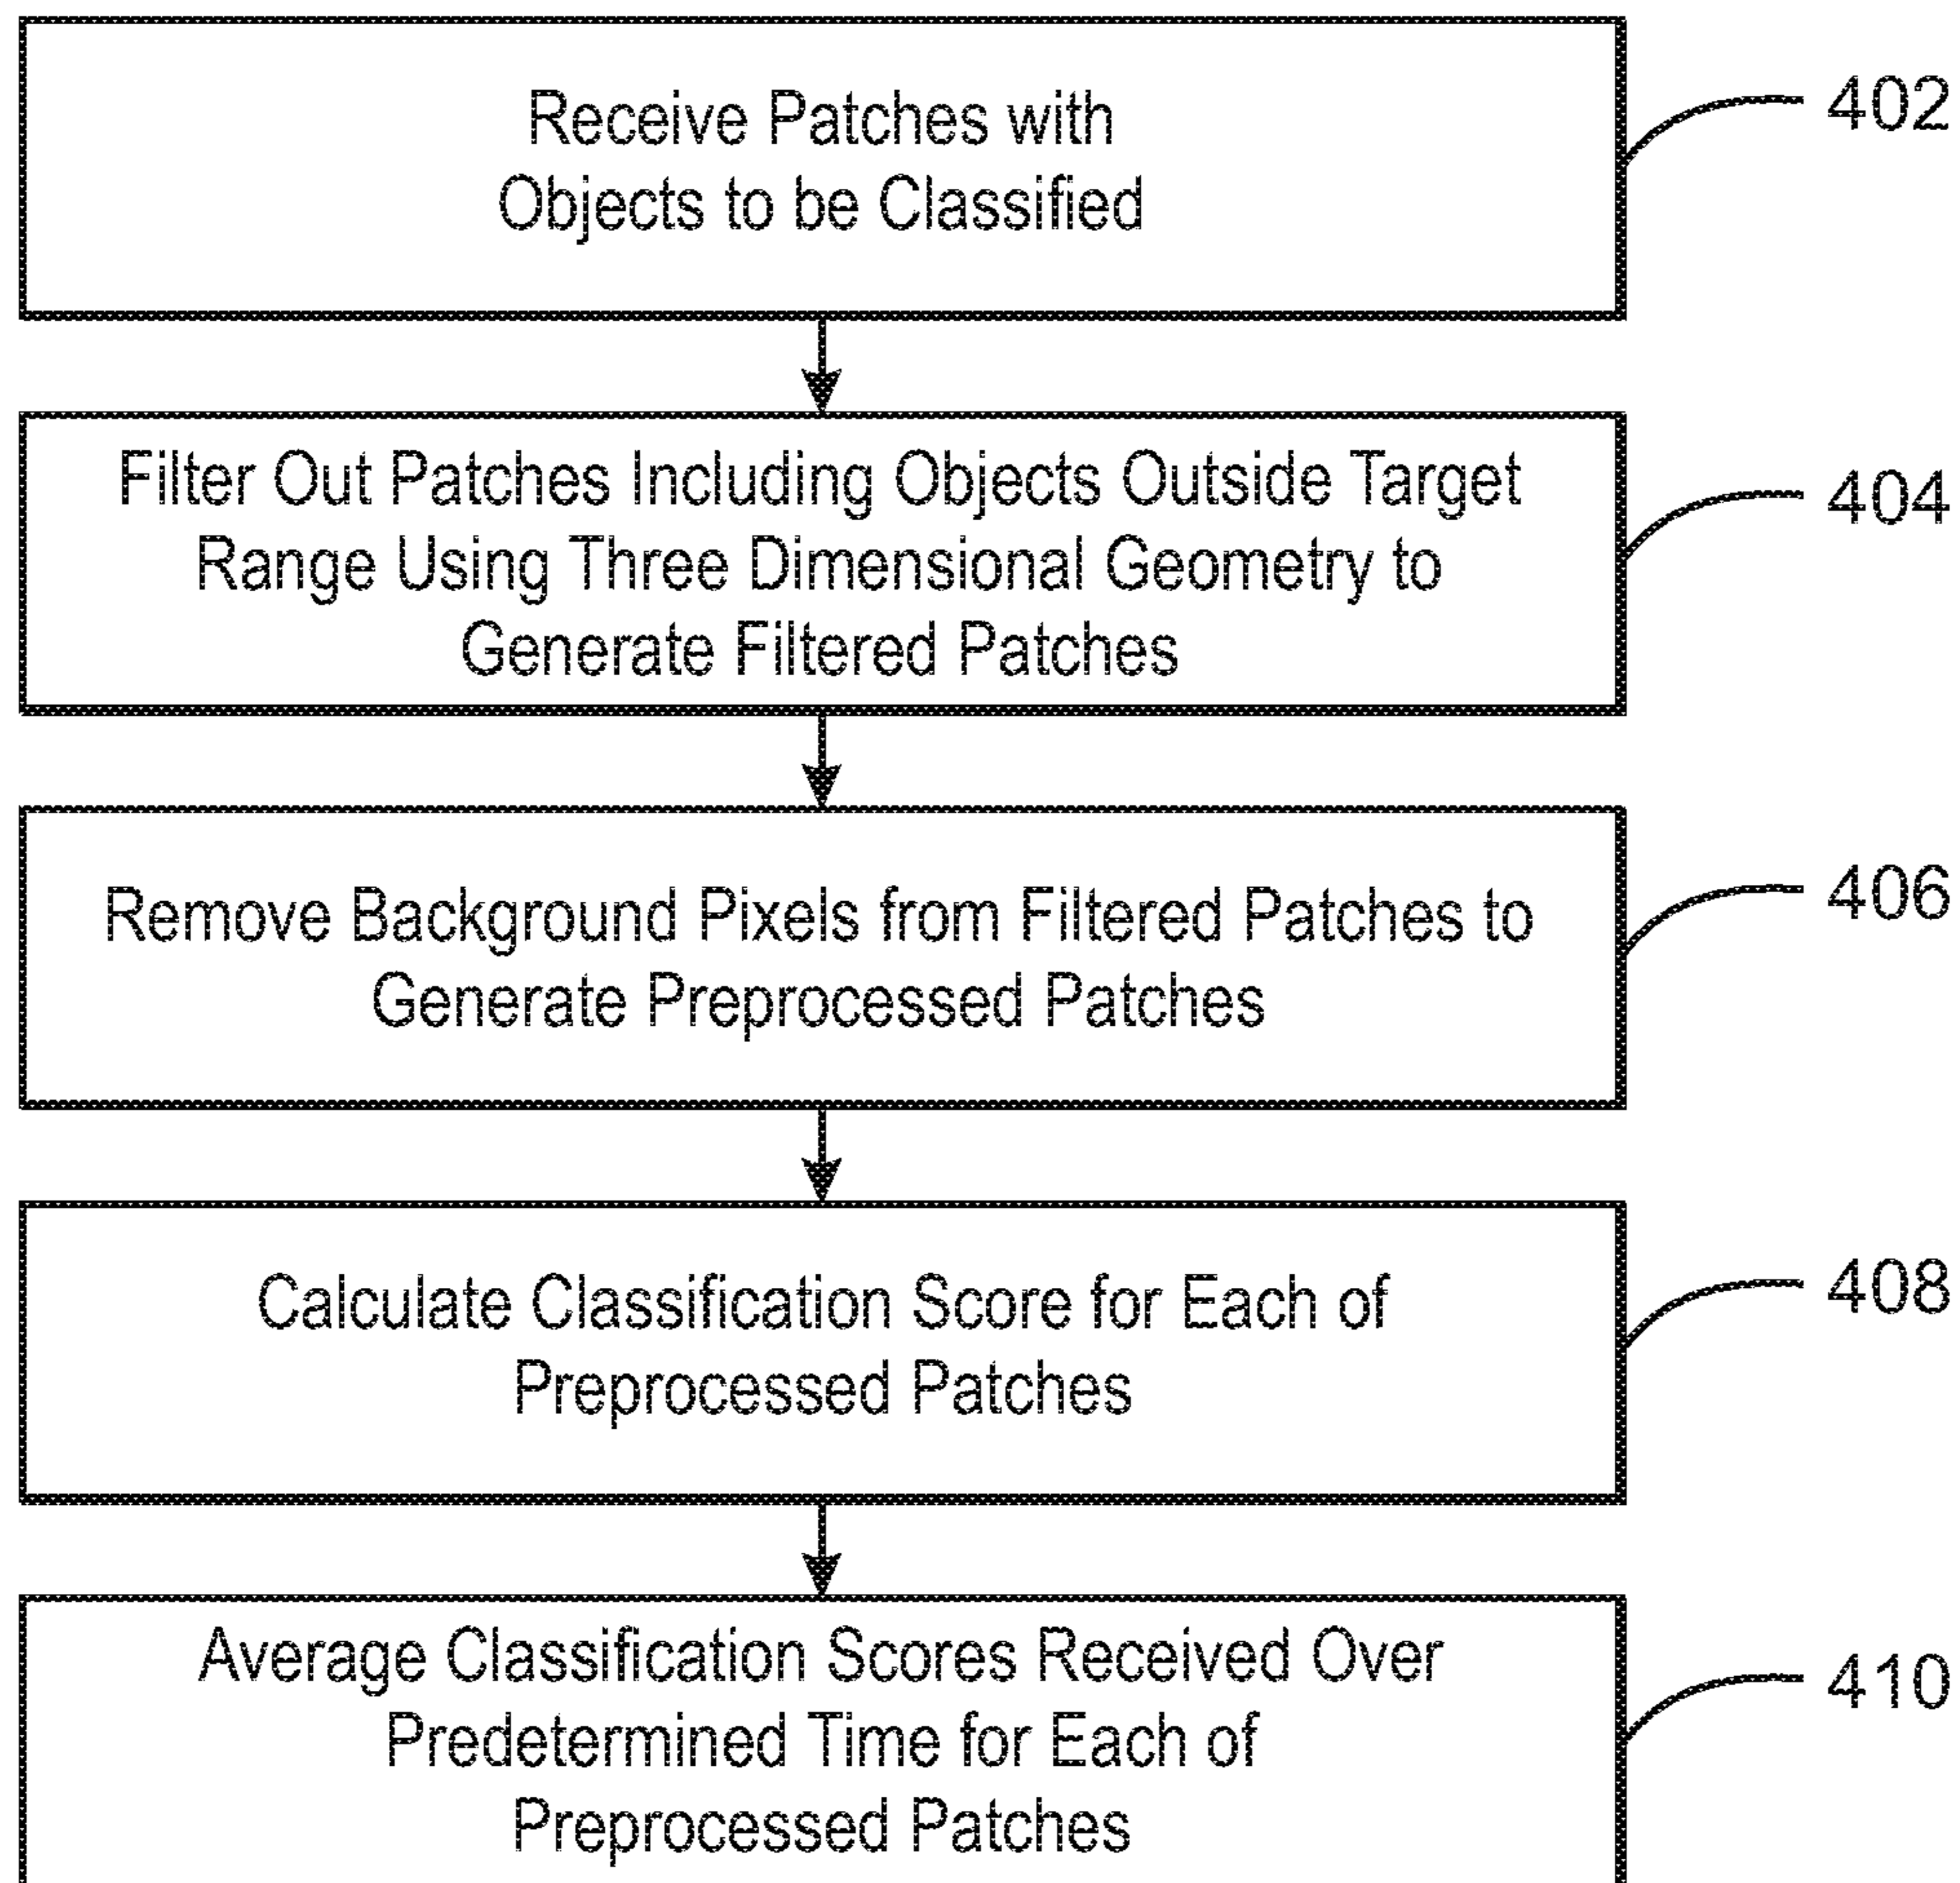 Receive Patches with
Objects to be Classified
402
Filter Out Patches Including Objects Outside Target
Range Using Three Dimensional Geometry to
Generate Filtered Patches
404
Remove Background Pixels from Filtered Patches to
Generate Preprocessed Patches
406
Calculate Classification Score for Each of
Preprocessed Patches
408
Average Classification Scores Received Over
Predetermined Time for Each of
Preprocessed Patches
410